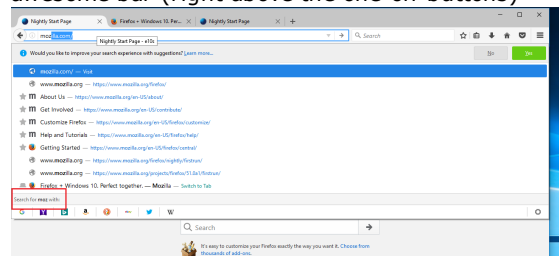 awesome bar (right above the one-off buttons)
Nightly Start Page
Firefox + Windows 10. Per...
Nightly Start Page
mozilla.com/
Search
Nightly Start Page - e10s
Would you like to improve your search experience with suggestions? Learn more...
No
Yes
mozilla.com/ — Visit
www.mozilla.org — https://www.mozilla.org/firefox/
m About Us — https://www.mozilla.org/en-US/about/
m Get Involved — https://www.mozilla.org/en-US/contribute/
m Customize Firefox — https://www.mozilla.org/en-US/firefox/customize/
m Help and Tutorials — https://www.mozilla.org/en-US/firefox/help/
Getting Started — https://www.mozilla.org/en-US/firefox/central/
www.mozilla.org — https://www.mozilla.org/firefox/nightly/firstrun/
www.mozilla.org — https://www.mozilla.org/projects/firefox/51.0a1/firstrun/
Firefox + Windows 10. Perfect together. — Mozilla — Switch to Tab
Search for moz with:
G Y b a W
Search
It's easy to customize your Firefox exactly the way you want it. Choose from
thousands of add-ons.